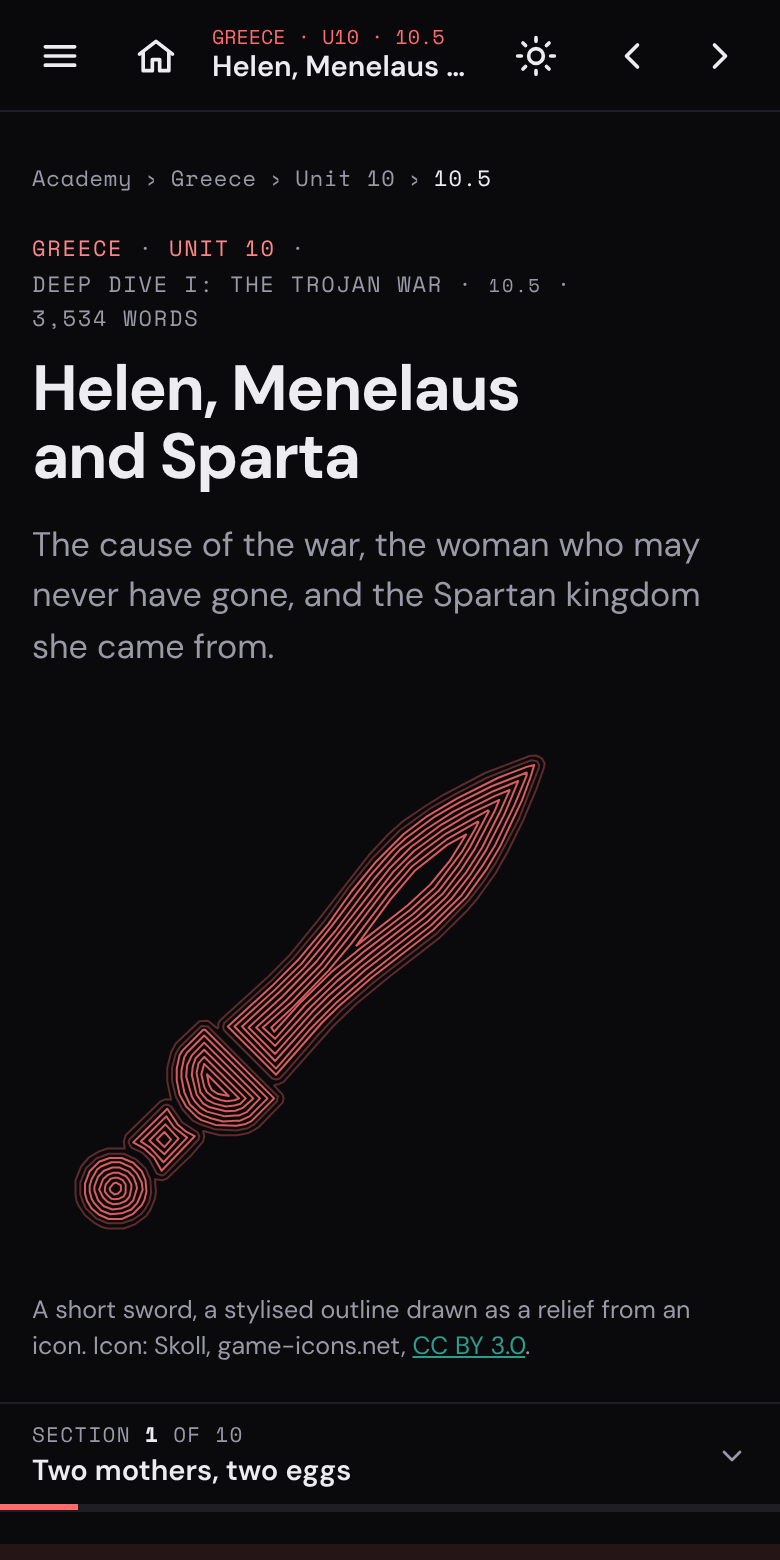 GREECE · U10 · 10.5
Helen, Menelaus …
Academy › Greece › Unit 10 › 10.5
GREECE · UNIT 10 ·
DEEP DIVE I: THE TROJAN WAR · 10.5 ·
3,534 WORDS
Helen, Menelaus
and Sparta
The cause of the war, the woman who may
never have gone, and the Spartan kingdom
she came from.
A short sword, a stylised outline drawn as a relief from an
icon. Icon: Skoll, game-icons.net, CC BY 3.0.
SECTION 1 OF 10
Two mothers, two eggs